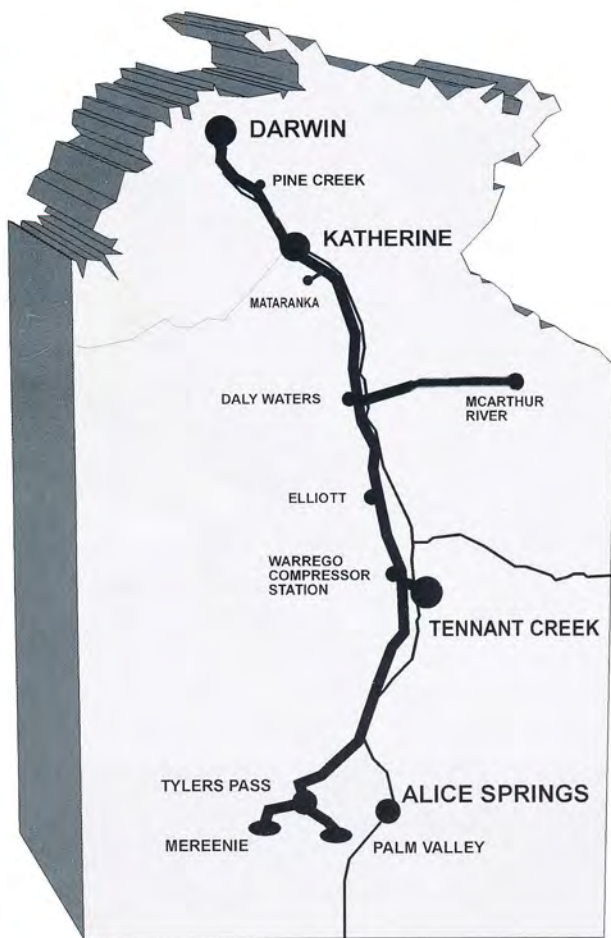 DARWIN
PINE CREEK
KATHERINE
MATARANKA
DALY WATERS
MCARTHUR
RIVER
ELLIOTT
WARREGO
COMPRESSOR
STATION
TENNANT CREEK
TYLERS PASS
ALICE SPRINGS
MEREENIE
PALM VALLEY